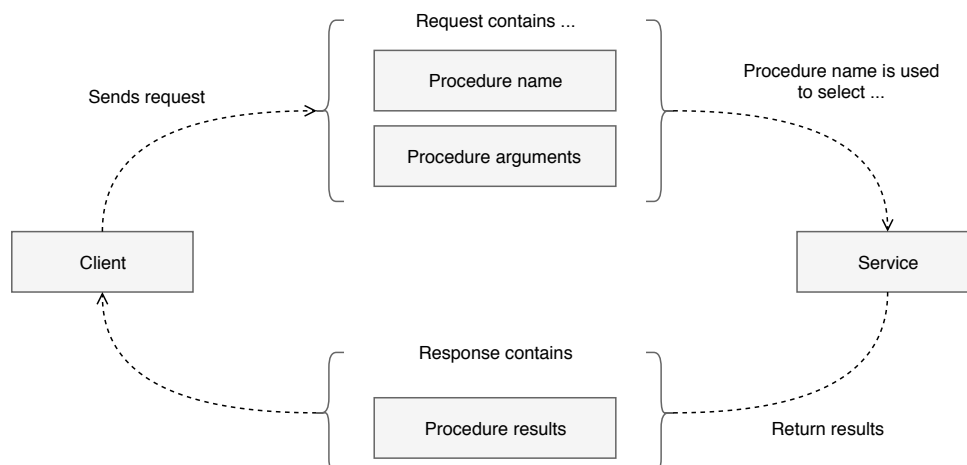 Request contains ...
Procedure name
Sends request
Procedure name is used
to select ...
Procedure arguments
Client
Service
Response contains
Procedure results
Return results